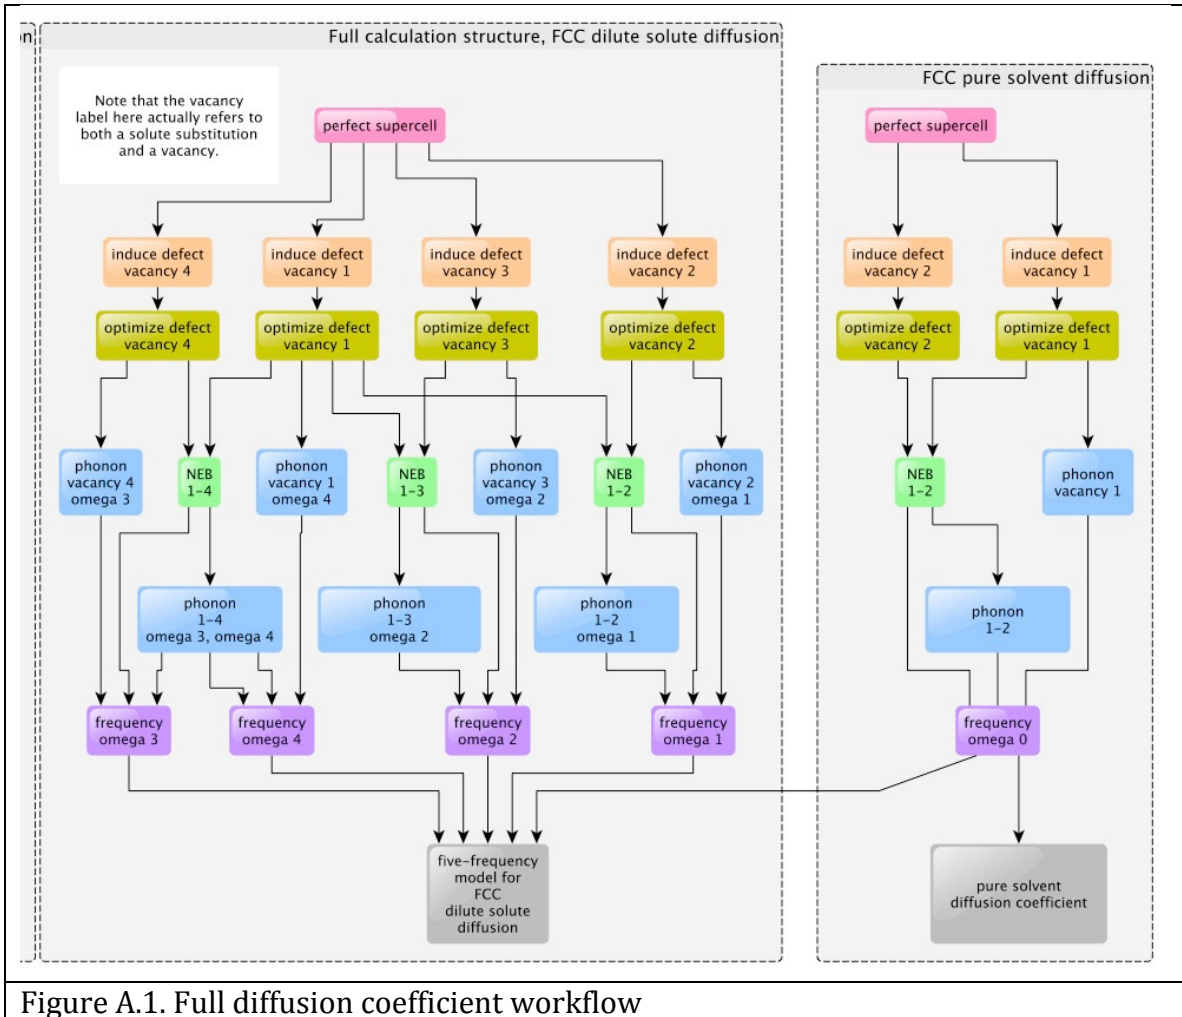 n
Full calculation structure, FCC dilute solute diffusion
FCC pure solvent diffusion
Note that the vacancy
label here actually refers to
both a solute substitution
and a vacancy.
perfect supercell
perfect supercell
induce defect
vacancy 4
induce defect
vacancy 1
induce defect
vacancy 3
induce defect
vacancy 2
induce defect
vacancy 2
induce defect
vacancy 1
optimize defect
vacancy 4
optimize defect
vacancy 1
optimize defect
vacancy 3
optimize defect
vacancy 2
optimize defect
vacancy 2
optimize defect
vacancy 1
phonon
vacancy 4
omega 3
NEB
1-4
phonon
vacancy 1
omega 4
NEB
1-3
phonon
vacancy 3
omega 2
NEB
1-2
phonon
vacancy 2
omega 1
NEB
1-2
phonon
vacancy 1
phonon
1-4
omega 3, omega 4
phonon
1-3
omega 2
phonon
1-2
omega 1
phonon
1-2
frequency
omega 3
frequency
omega 4
frequency
omega 2
frequency
omega 1
frequency
omega 0
five-frequency
model for
FCC
dilute solute
diffusion
pure solvent
diffusion coefficient
Figure A.1. Full diffusion coefficient workflow